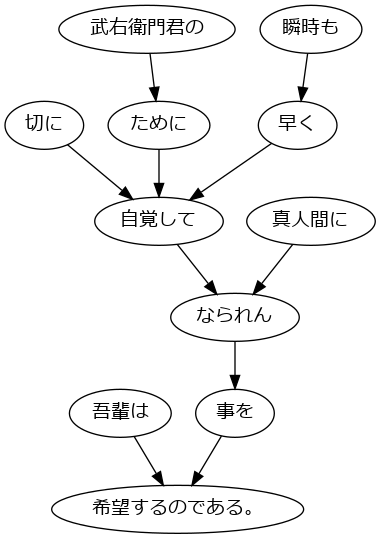 武右衛門君の
瞬時も
切に
ために
早く
自覚して
真人間に
なられん
吾輩は
事を
希望するのである。